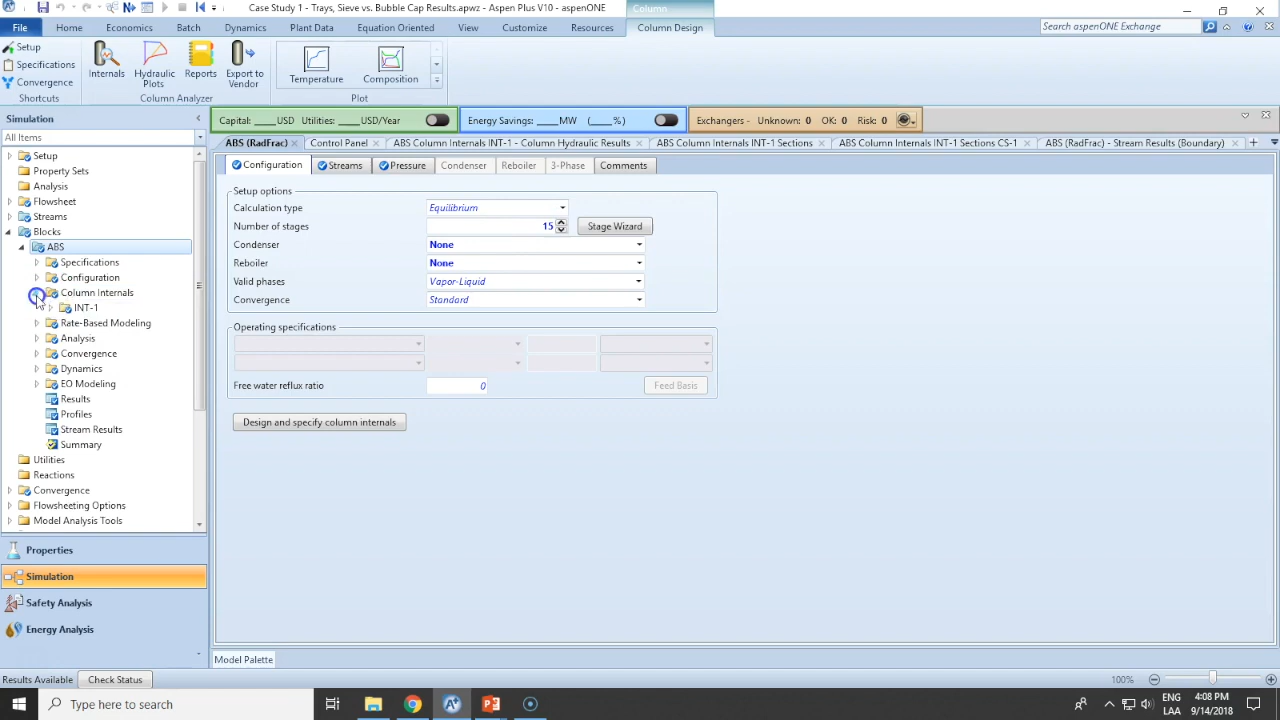 Case Study 1 - Trays, Sieve vs. Bubble Cap Results.apwz - Aspen Plus V10 - aspenONE
Column
File Home Economics Batch Dynamics Plant Data Equation Oriented View Customize Resources Column Design
Search aspenONE Exchange
Setup
Specifications
Convergence
Shortcuts
Internals
Hydraulic Plots
Reports
Export to Vendor
Column Analyzer
Temperature
Composition
Plot
Simulation
All Items
Capital: ____USD Utilities: ____USD/Year
Energy Savings: ____MW (____%)
Exchangers - Unknown: 0 OK: 0 Risk: 0
ABS (RadFrac) Control Panel ABS Column Internals INT-1 - Column Hydraulic Results ABS Column Internals INT-1 Sections ABS Column Internals INT-1 Sections CS-1 ABS (RadFrac) - Stream Results (Boundary)
Setup
Property Sets
Analysis
Flowsheet
Streams
Blocks
ABS
Specifications
Configuration
Column Internals
INT-1
Rate-Based Modeling
Analysis
Convergence
Dynamics
EO Modeling
Results
Profiles
Stream Results
Summary
Utilities
Reactions
Convergence
Flowsheeting Options
Model Analysis Tools
Properties
Simulation
Safety Analysis
Energy Analysis
Configuration Streams Pressure Condenser Reboiler 3-Phase Comments
Setup options
Calculation type Equilibrium
Number of stages 15 Stage Wizard
Condenser None
Reboiler None
Valid phases Vapor-Liquid
Convergence Standard
Operating specifications
Free water reflux ratio 0 Feed Basis
Design and specify column internals
Model Palette
Results Available Check Status
100%
Type here to search
ENG
LAA
4:08 PM
9/14/2018